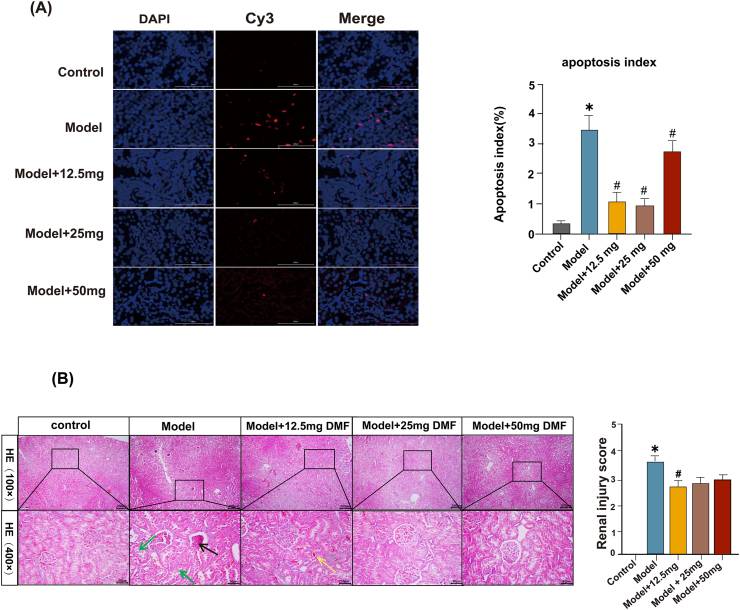 (A)
DAPI Cy3 Merge
Control
Model
Model+12.5mg
Model+25mg
Model+50mg
apoptosis index
Apoptosis index(%)
5
4
3
2
1
0
*
#
#
#
Control
Model
Model+12.5 mg
Model+25 mg
Model+50 mg
(B)
control Model Model+12.5mg DMF Model+25mg DMF Model+50mg DMF
HE (100×)
HE (400×)
Renal injury score
5
4
3
2
1
0
*
#
Control
Model
Model+12.5mg
Model + 25mg
Model+50mg